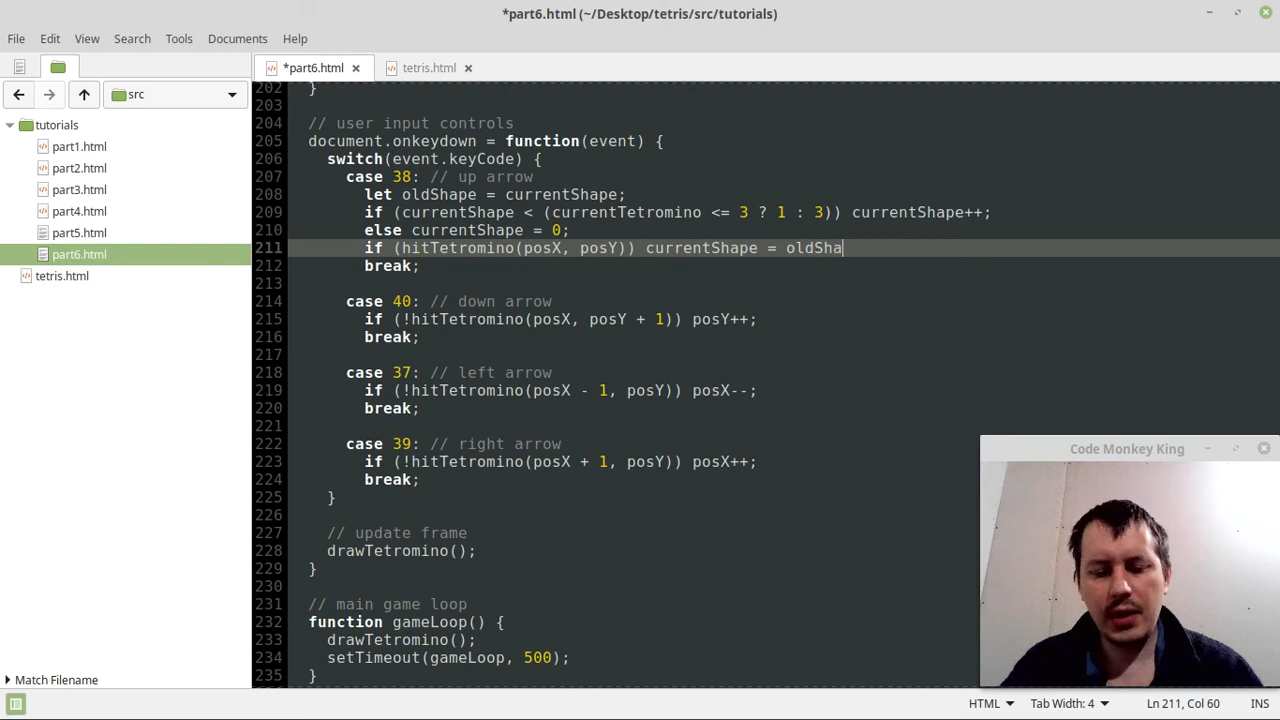 *part6.html (~/Desktop/tetris/src/tutorials)
File Edit View Search Tools Documents Help
*part6.html
tetris.html
src
tutorials
part1.html
part2.html
part3.html
part4.html
part5.html
part6.html
tetris.html
202 }
203
204 // user input controls
205 document.onkeydown = function(event) {
206 switch(event.keyCode) {
207 case 38: // up arrow
208 let oldShape = currentShape;
209 if (currentShape < (currentTetromino <= 3 ? 1 : 3)) currentShape++;
210 else currentShape = 0;
211 if (hitTetromino(posX, posY)) currentShape = oldSha
212 break;
213
214 case 40: // down arrow
215 if (!hitTetromino(posX, posY + 1)) posY++;
216 break;
217
218 case 37: // left arrow
219 if (!hitTetromino(posX - 1, posY)) posX--;
220 break;
221
222 case 39: // right arrow
223 if (!hitTetromino(posX + 1, posY)) posX++;
224 break;
225 }
226
227 // update frame
228 drawTetromino();
229 }
230
231 // main game loop
232 function gameLoop() {
233 drawTetromino();
234 setTimeout(gameLoop, 500);
235 }
Code Monkey King
Match Filename
HTML
Tab Width: 4
Ln 211, Col 60
INS